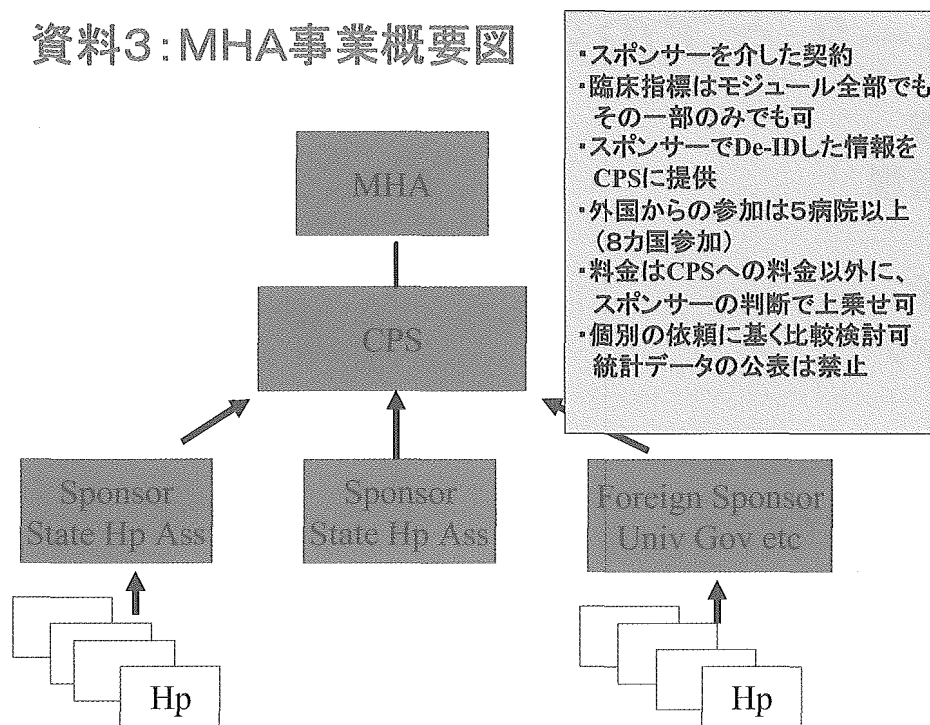 資料3:MHA事業概要図
・スポンサーを介した契約
・臨床指標はモジュール全部でも
その一部のみでも可
・スポンサーでDe-IDした情報を
CPSに提供
・外国からの参加は5病院以上
(8カ国参加)
・料金はCPSへの料金以外に、
スポンサーの判断で上乗せ可
・個別の依頼に基く比較検討可
統計データの公表は禁止
MHA
CPS
Sponsor
State Hp Ass
Sponsor
State Hp Ass
Foreign Sponsor
Univ Gov etc
Hp
Hp